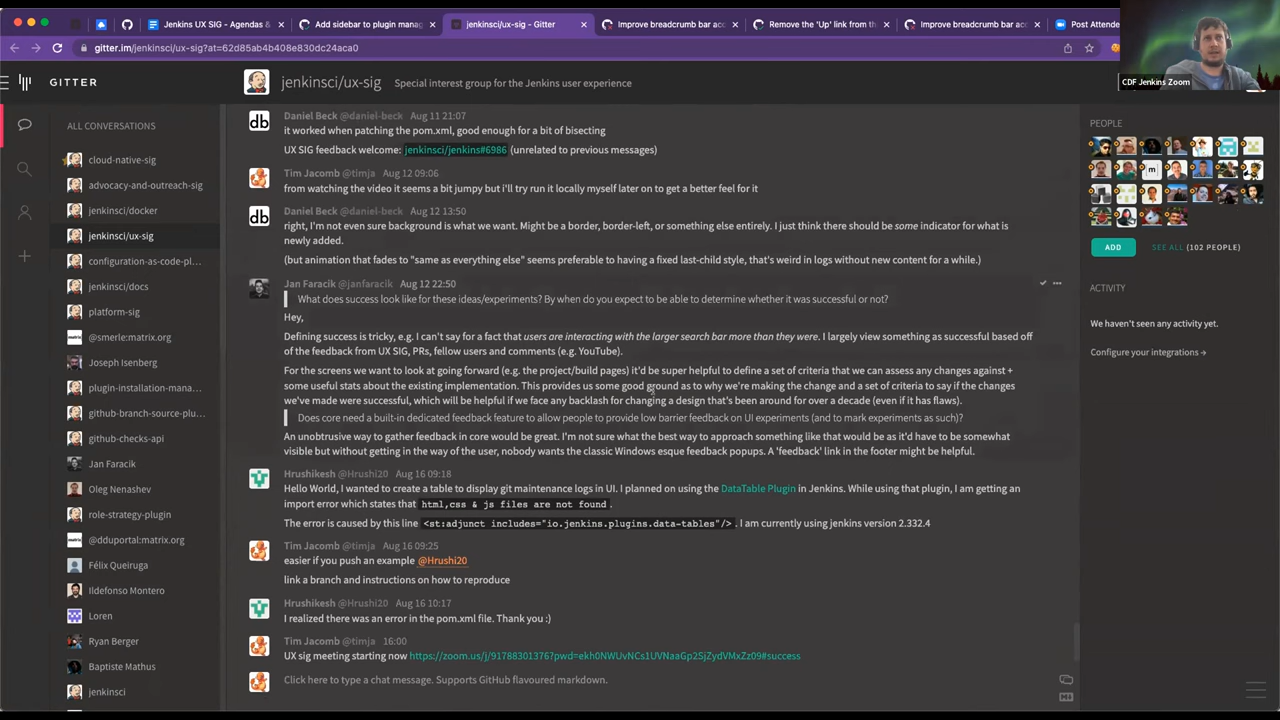 Jenkins UX SIG - Agendas &
Add sidebar to plugin manag
jenkinsci/ux-sig - Gitter
Improve breadcrumb bar acc
Remove the 'Up' link from th
Improve breadcrumb bar acc
Post Attende
gitter.im/jenkinsci/ux-sig?at=62d85ab4b408e830dc24aca0
CDF Jenkins Zoom
GITTER
jenkinsci/ux-sig
Special interest group for the Jenkins user experience
ALL CONVERSATIONS
cloud-native-sig
advocacy-and-outreach-sig
jenkinsci/docker
jenkinsci/ux-sig
configuration-as-code-pl...
jenkinsci/docs
platform-sig
@smerle:matrix.org
Joseph Isenberg
plugin-installation-mana...
github-branch-source-plu...
github-checks-api
Jan Faracik
Oleg Nenashev
role-strategy-plugin
@dduportal:matrix.org
Félix Queiruga
Ildefonso Montero
Loren
Ryan Berger
Baptiste Mathus
jenkinsci
Daniel Beck @daniel-beck Aug 11 21:07
it worked when patching the pom.xml, good enough for a bit of bisecting
UX SIG feedback welcome: jenkinsci/jenkins#6986 (unrelated to previous messages)
Tim Jacomb @timja Aug 12 09:06
from watching the video it seems a bit jumpy but i'll try run it locally myself later on to get a better feel for it
Daniel Beck @daniel-beck Aug 12 13:50
right, I'm not even sure background is what we want. Might be a border, border-left, or something else entirely. I just think there should be some indicator for what is
newly added.
(but animation that fades to "same as everything else" seems preferable to having a fixed last-child style, that's weird in logs without new content for a while.)
Jan Faracik @janfaracik Aug 12 22:50
What does success look like for these ideas/experiments? By when do you expect to be able to determine whether it was successful or not?
Hey,
Defining success is tricky, e.g. I can't say for a fact that users are interacting with the larger search bar more than they were. I largely view something as successful based off
of the feedback from UX SIG, PRs, fellow users and comments (e.g. YouTube).
For the screens we want to look at going forward (e.g. the project/build pages) it'd be super helpful to define a set of criteria that we can assess any changes against +
some useful stats about the existing implementation. This provides us some good ground as to why we're making the change and a set of criteria to say if the changes
we've made were successful, which will be helpful if we face any backlash for changing a design that's been around for over a decade (even if it has flaws).
Does core need a built-in dedicated feedback feature to allow people to provide low barrier feedback on UI experiments (and to mark experiments as such)?
An unobtrusive way to gather feedback in core would be great. I'm not sure what the best way to approach something like that would be as it'd have to be somewhat
visible but without getting in the way of the user, nobody wants the classic Windows esque feedback popups. A 'feedback' link in the footer might be helpful.
Hrushikesh @Hrushi20 Aug 16 09:18
Hello World, I wanted to create a table to display git maintenance logs in UI. I planned on using the DataTable Plugin in Jenkins. While using that plugin, I am getting an
import error which states that html,css & js files are not found.
The error is caused by this line <st:adjunct includes="io.jenkins.plugins.data-tables"/>. I am currently using jenkins version 2.332.4
Tim Jacomb @timja Aug 16 09:25
easier if you push an example @Hrushi20
link a branch and instructions on how to reproduce
Hrushikesh @Hrushi20 Aug 16 10:17
I realized there was an error in the pom.xml file. Thank you :)
Tim Jacomb @timja 16:00
UX sig meeting starting now https://zoom.us/j/91788301376?pwd=ekh0NWUvNCs1UVNaaGp2SjZydVMxZz09#success
Click here to type a chat message. Supports GitHub flavoured markdown.
PEOPLE
ADD
SEE ALL (102 PEOPLE)
ACTIVITY
We haven't seen any activity yet.
Configure your integrations →